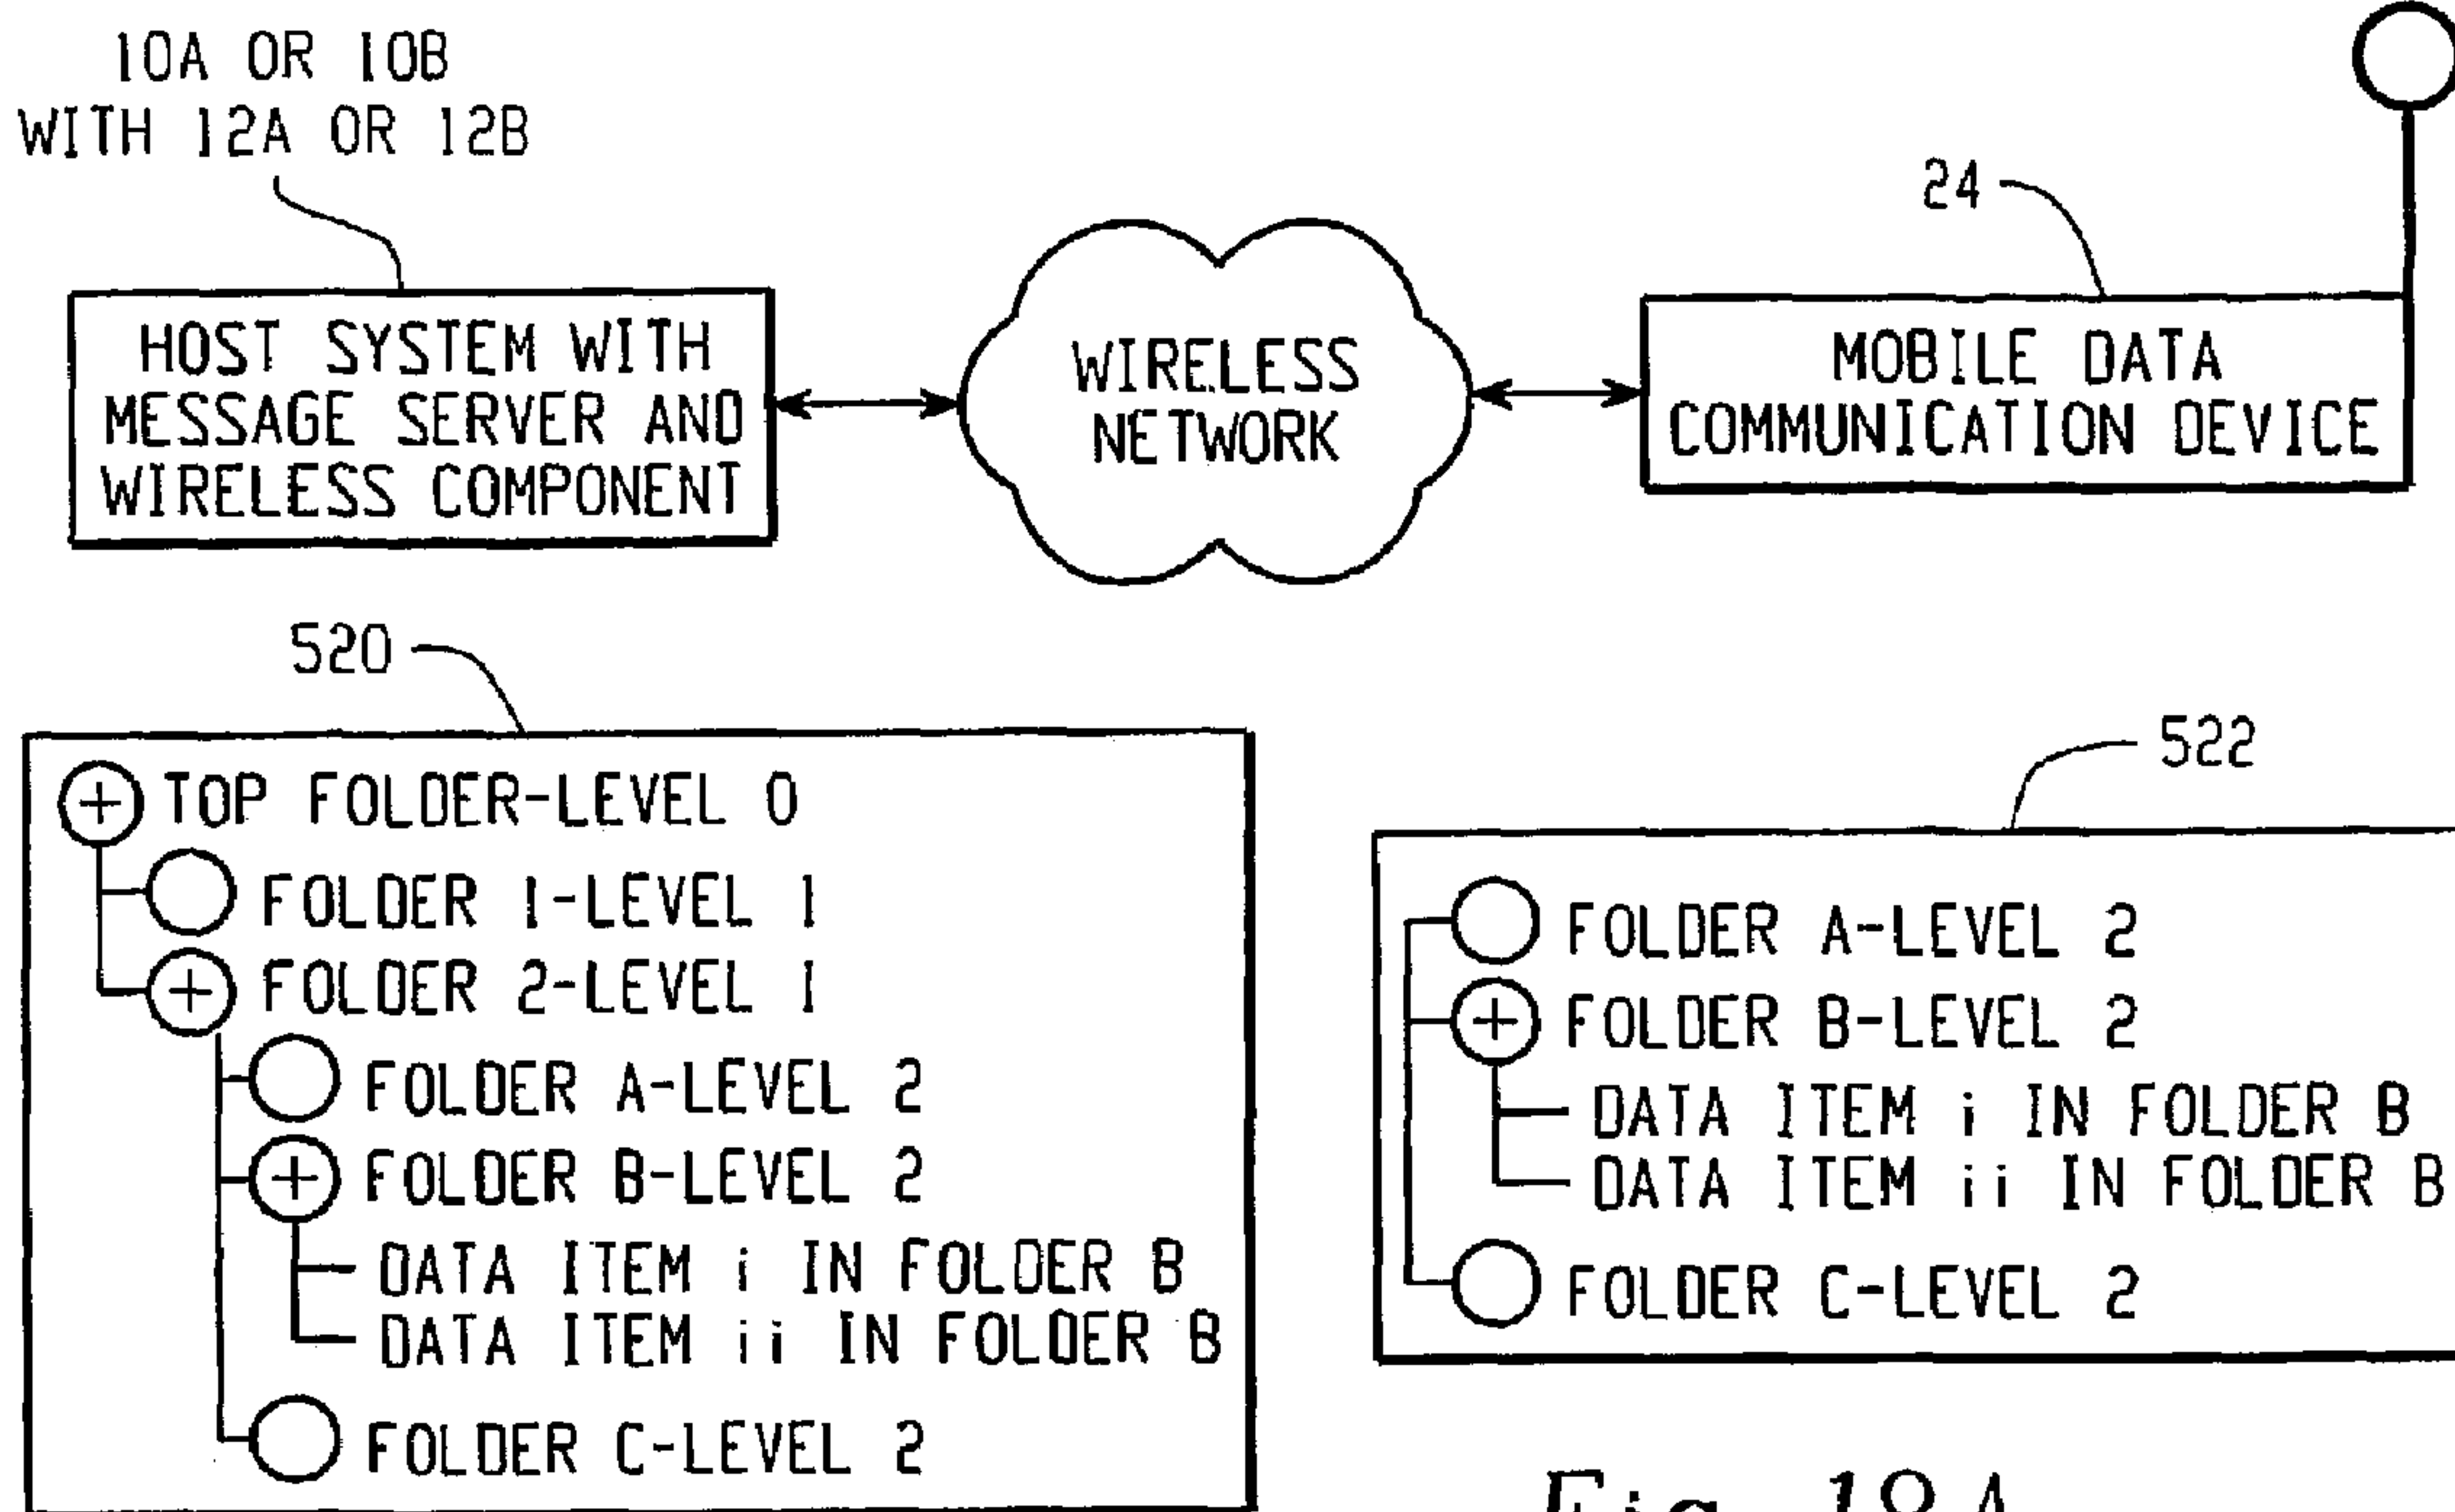 10A OR 10B
WITH 12A OR 12B
24
HOST SYSTEM WITH
MESSAGE SERVER AND
WIRELESS COMPONENT
WIRELESS
NETWORK
MOBILE DATA
COMMUNICATION DEVICE
520
TOP FOLDER-LEVEL 0
FOLDER 1-LEVEL 1
FOLDER 2-LEVEL 1
FOLDER A-LEVEL 2
FOLDER B-LEVEL 2
DATA ITEM i IN FOLDER B
DATA ITEM ii IN FOLDER B
FOLDER C-LEVEL 2
522
FOLDER A-LEVEL 2
FOLDER B-LEVEL 2
DATA ITEM i IN FOLDER B
DATA ITEM ii IN FOLDER B
FOLDER C-LEVEL 2